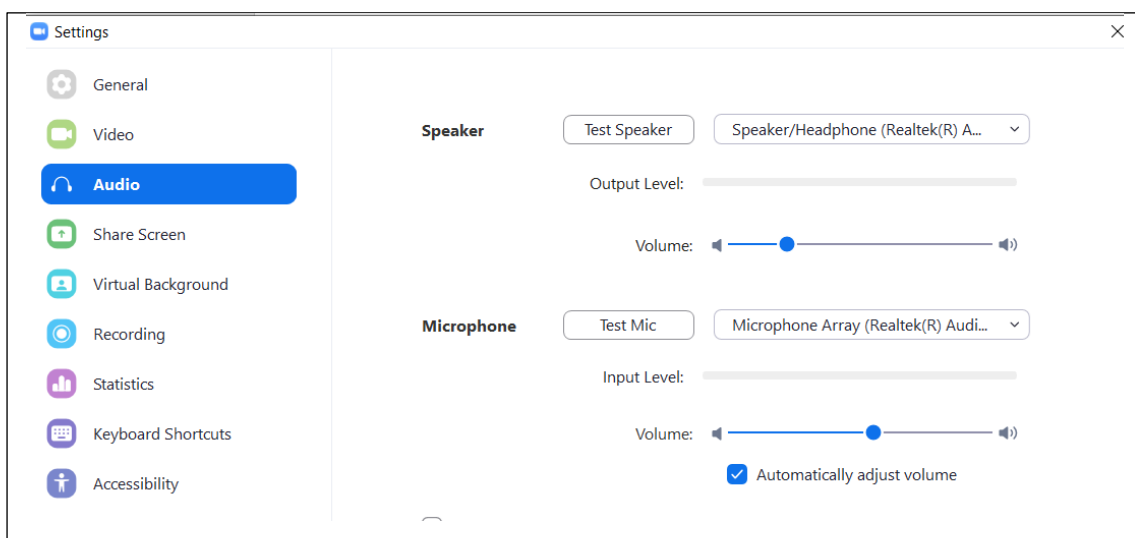 Settings
General
Video
Audio
Share Screen
Virtual Background
Recording
Statistics
Keyboard Shortcuts
Accessibility
Speaker
Test Speaker
Speaker/Headphone (Realtek(R) A...
Output Level:
Volume:
Microphone
Test Mic
Microphone Array (Realtek(R) Audi...
Input Level:
Volume:
Automatically adjust volume